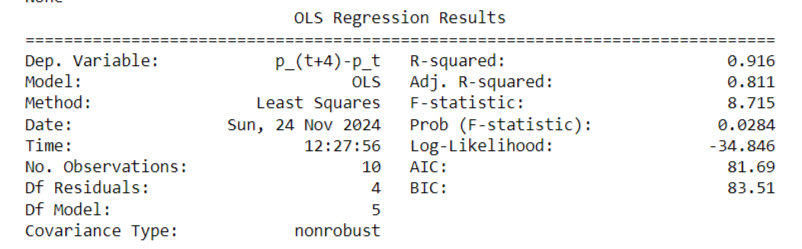 None
OLS Regression Results
==============================================================================
Dep. Variable: p_(t+4)-p_t R-squared: 0.916
Model: OLS Adj. R-squared: 0.811
Method: Least Squares F-statistic: 8.715
Date: Sun, 24 Nov 2024 Prob (F-statistic): 0.0284
Time: 12:27:56 Log-Likelihood: -34.846
No. Observations: 10 AIC: 81.69
Df Residuals: 4 BIC: 83.51
Df Model: 5
Covariance Type: nonrobust